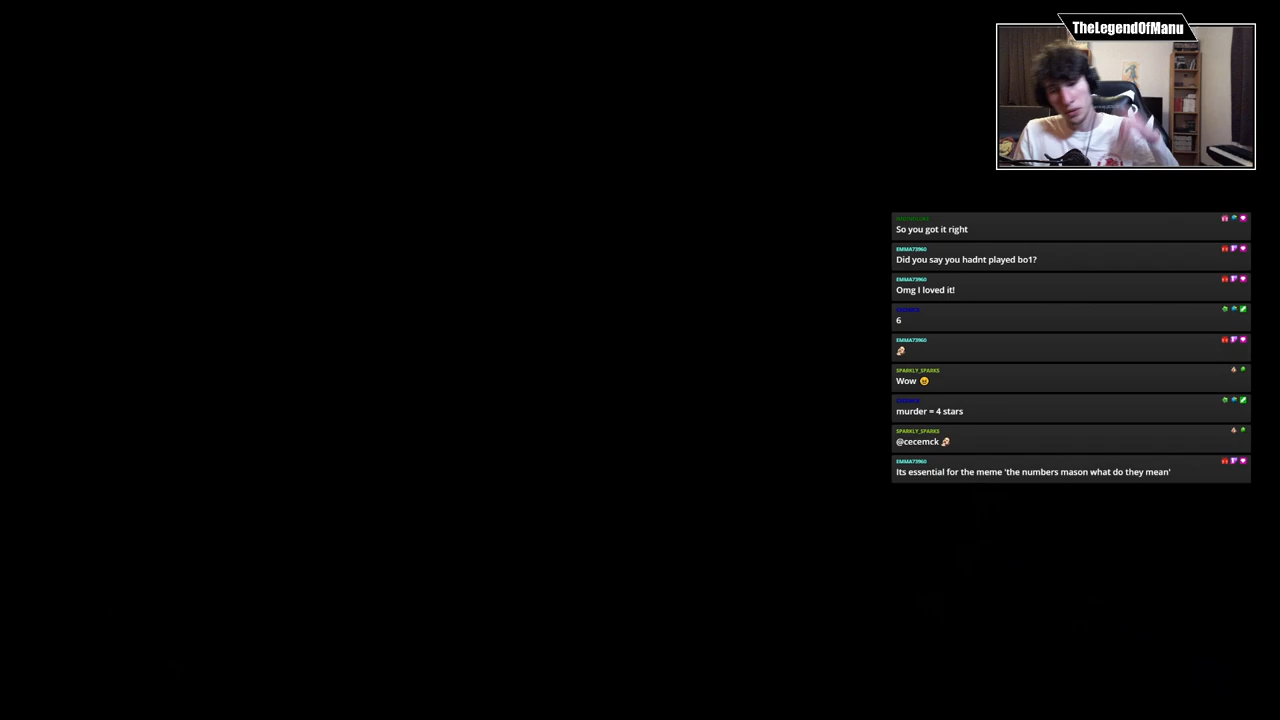 TheLegendOfManu
So you got it right
EMMA73960
Did you say you hadnt played bo1?
EMMA73960
Omg I loved it!
CECEMCK
6
EMMA73960
SPARKLY_SPARKS
Wow
CECEMCK
murder = 4 stars
SPARKLY_SPARKS
@cecemck
EMMA73960
Its essential for the meme 'the numbers mason what do they mean'